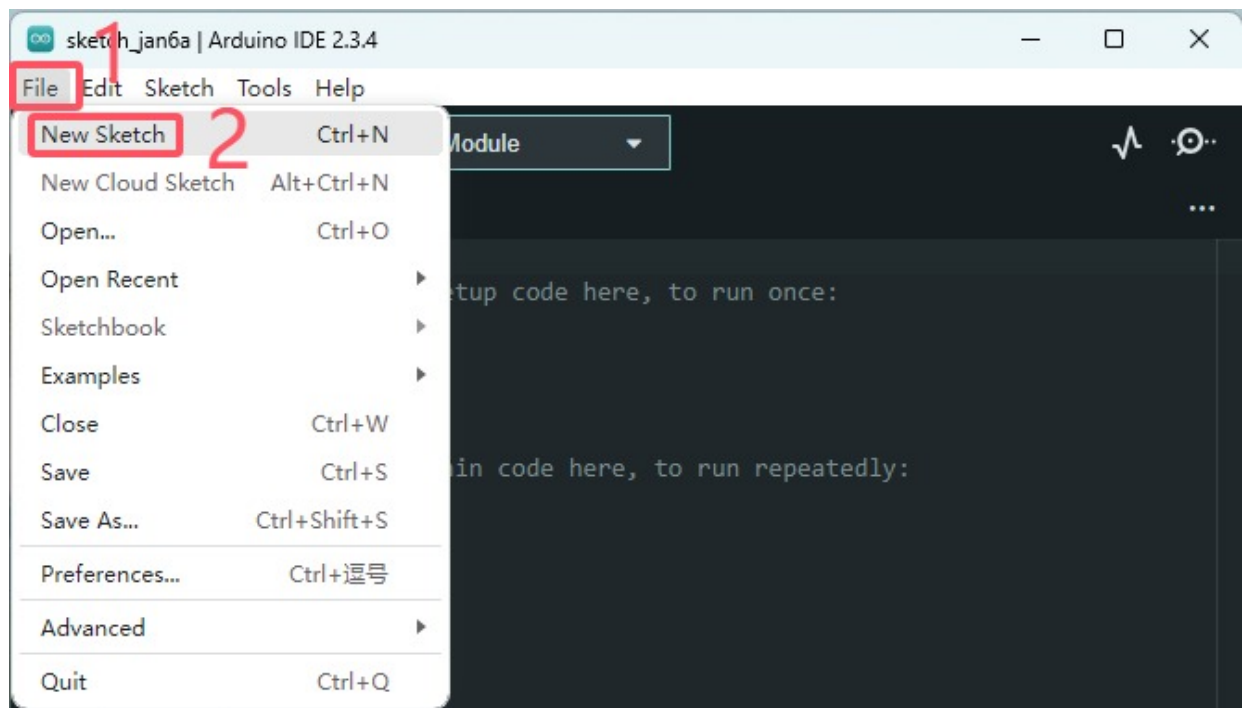 sketch_jan6a | Arduino IDE 2.3.4
1
File Edit Sketch Tools Help
New Sketch Ctrl+N
2
Module
New Cloud Sketch Alt+Ctrl+N
Open... Ctrl+O
Open Recent
etup code here, to run once:
Sketchbook
Examples
Close Ctrl+W
Save Ctrl+S
in code here, to run repeatedly:
Save As... Ctrl+Shift+S
Preferences... Ctrl+逗号
Advanced
Quit Ctrl+Q